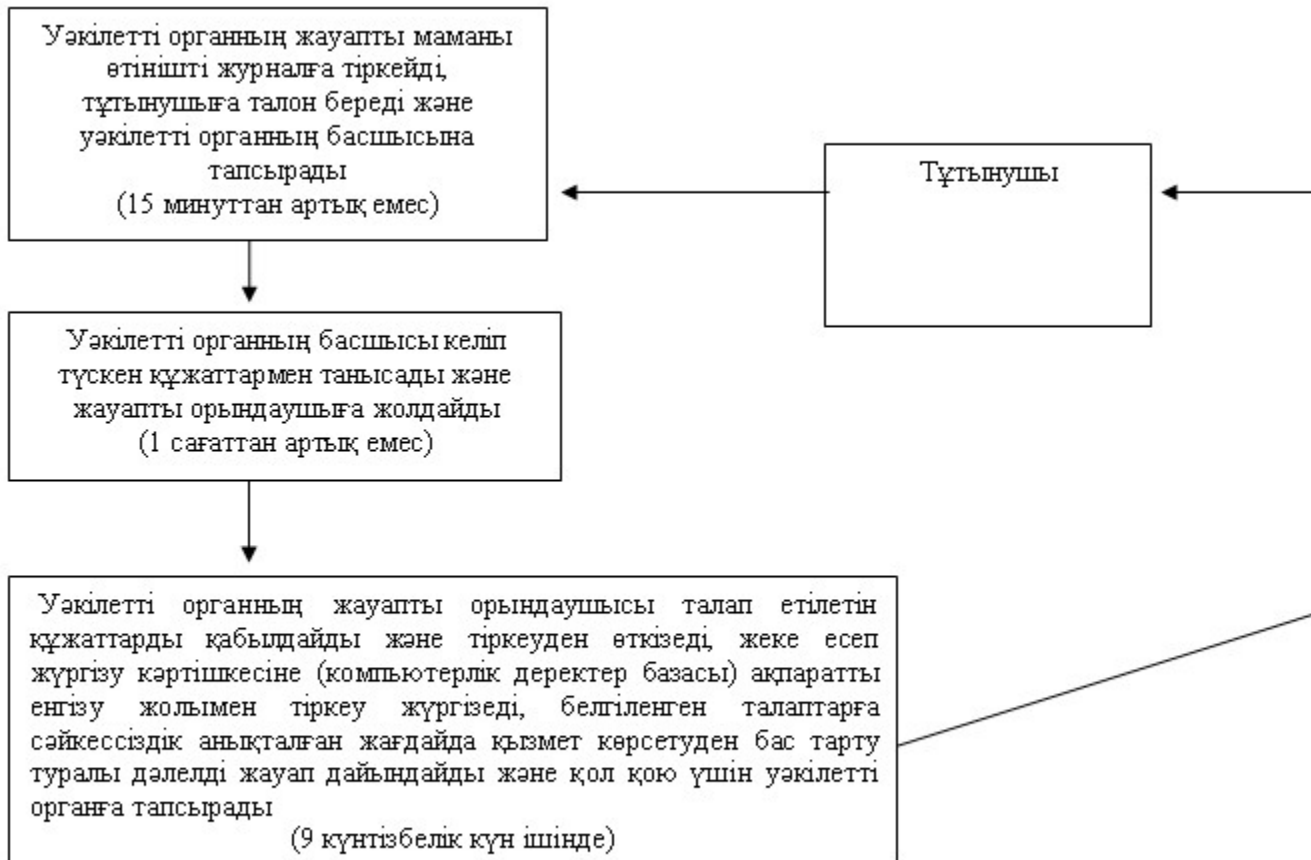 Уәкілетті органның жауапты маманы
өтінішті журналға тіркейді,
тұтынушыға талон береді және
уәкілетті органның басшысына
тапсырады
(15 минуттан артық емес)
Тұтынушы
Уәкілетті органның басшысы келіп
түскен құжаттармен танысады және
жауапты орындаушыға жолдайды
(1 сағаттан артық емес)
Уәкілетті органның жауапты орындаушысы талап етілетін
құжаттарды қабылдайды және тіркеуден өткізеді, жеке есеп
жүргізу кәртішкесіне (компьютерлік деректер базасы) ақпаратты
енгізу жолымен тіркеу жүргізеді, белгіленген талаптарға
сәйкессіздік анықталған жағдайда қызмет көрсетуден бас тарту
туралы дәлелді жауап дайындайды және қол қою үшін уәкілетті
органға тапсырады
(9 күнтізбелік күн ішінде)